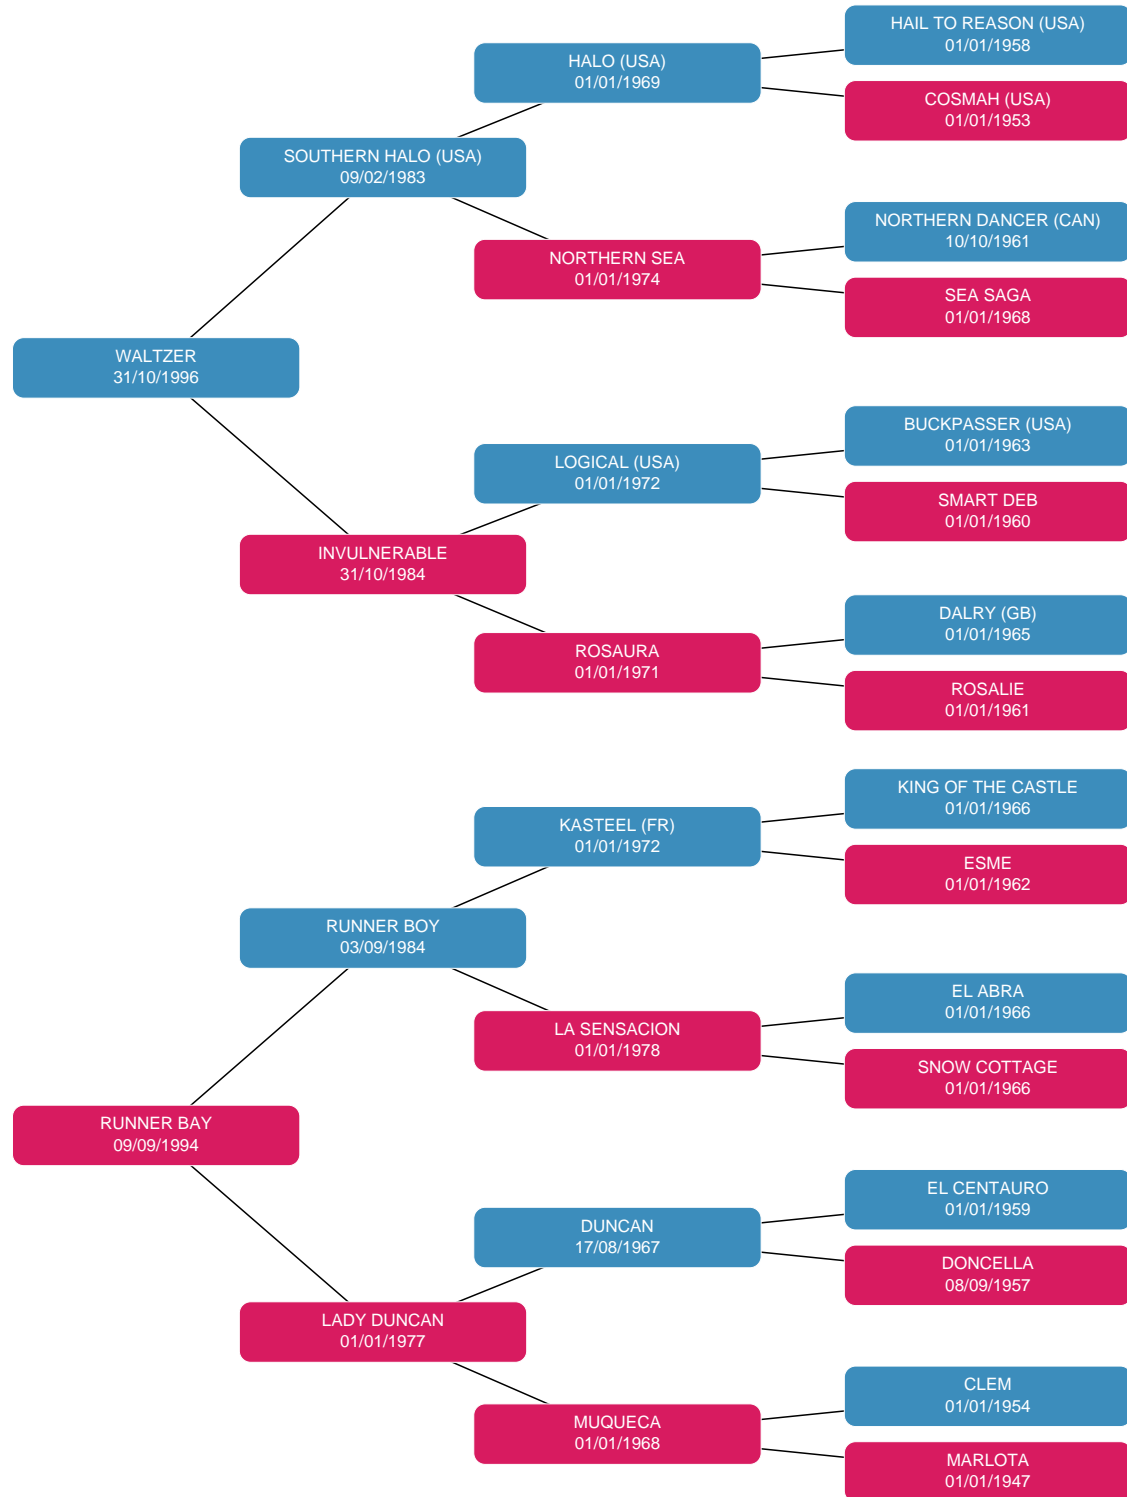 HAIL TO REASON (USA)
01/01/1958
HALO (USA)
01/01/1969
COSMAH (USA)
01/01/1953
SOUTHERN HALO (USA)
09/02/1983
NORTHERN DANCER (CAN)
10/10/1961
NORTHERN SEA
01/01/1974
SEA SAGA
01/01/1968
WALTZER
31/10/1996
BUCKPASSER (USA)
01/01/1963
LOGICAL (USA)
01/01/1972
SMART DEB
01/01/1960
INVULNERABLE
31/10/1984
DALRY (GB)
01/01/1965
ROSAURA
01/01/1971
ROSALIE
01/01/1961
KING OF THE CASTLE
01/01/1966
KASTEEL (FR)
01/01/1972
ESME
01/01/1962
RUNNER BOY
03/09/1984
EL ABRA
01/01/1966
LA SENSACION
01/01/1978
SNOW COTTAGE
01/01/1966
RUNNER BAY
09/09/1994
EL CENTAURO
01/01/1959
DUNCAN
17/08/1967
DONCELLA
08/09/1957
LADY DUNCAN
01/01/1977
CLEM
01/01/1954
MUQUECA
01/01/1968
MARLOTA
01/01/1947